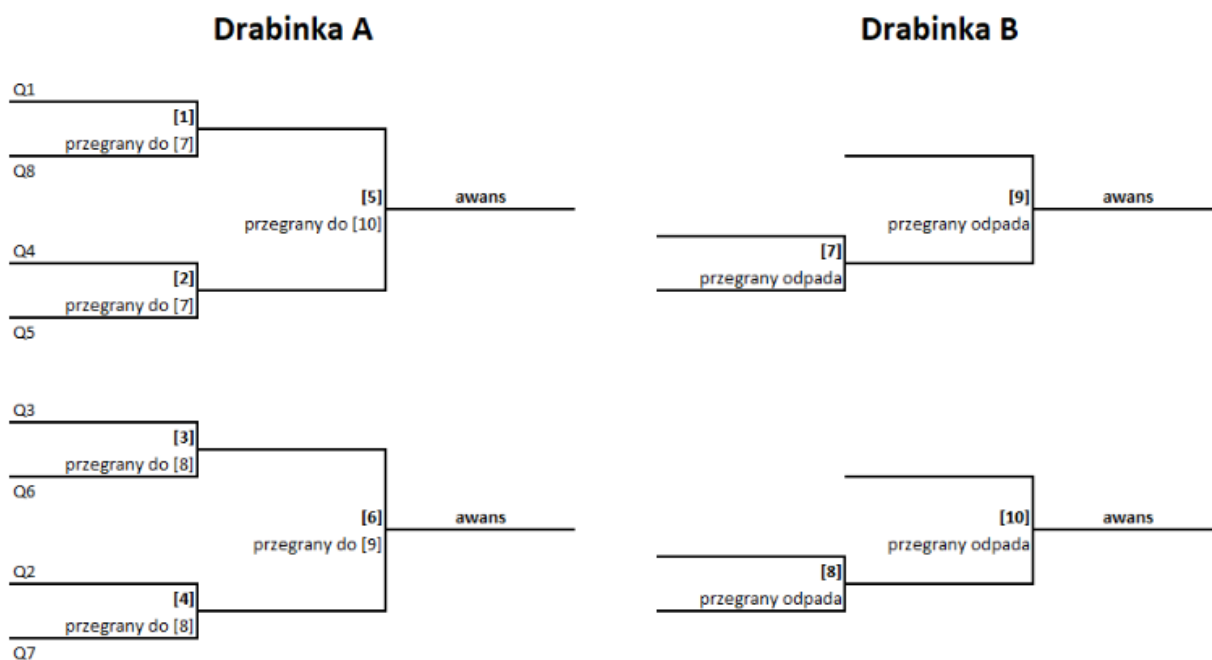 Drabinka A
Q1
[1]
przegrany do [7]
Q8
[5]
awans
przegrany do [10]
Q4
[2]
przegrany do [7]
Q5
Q3
[3]
przegrany do [8]
Q6
[6]
awans
przegrany do [9]
Q2
[4]
przegrany do [8]
Q7
Drabinka B
[9]
awans
przegrany odpada
[7]
przegrany odpada
[10]
awans
przegrany odpada
[8]
przegrany odpada